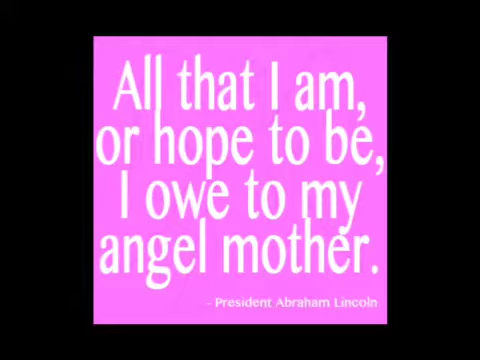 All that I am,
or hope to be,
I owe to my
angel mother.
- President Abraham Lincoln